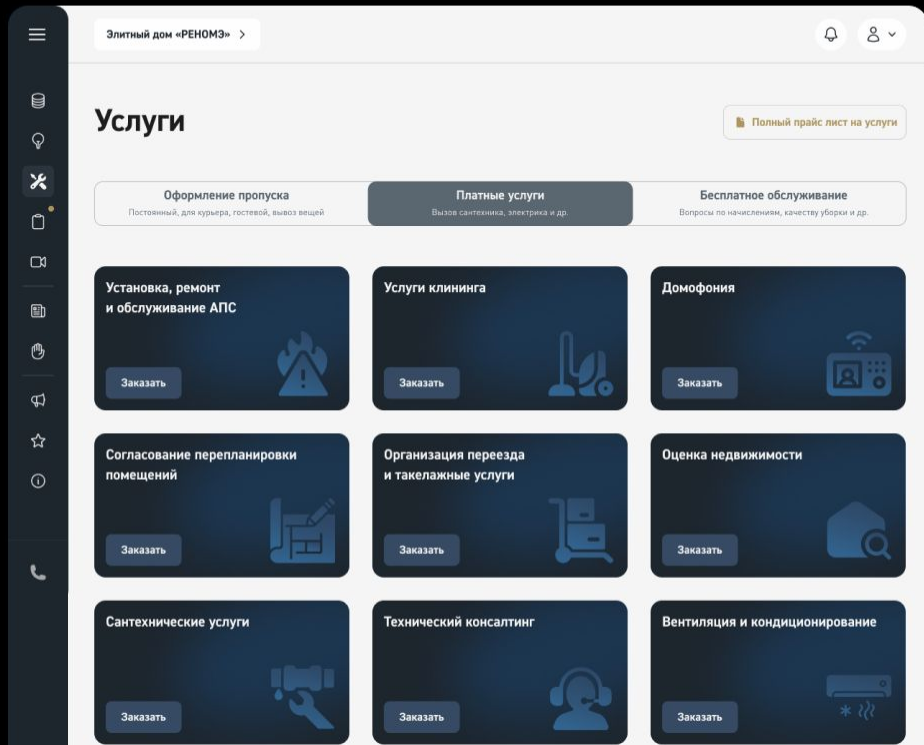 Элитный дом «РЕНОМЭ»
Услуги
Полный прайс лист на услуги
Оформление пропуска
Постоянный, для курьера, гостевой, вывоз вещей
Платные услуги
Вызов сантехника, электрика и др.
Бесплатное обслуживание
Вопросы по начислениям, качеству уборки и др.
Установка, ремонт
и обслуживание АПС
Заказать
Услуги клининга
Заказать
Домофония
Заказать
Согласование перепланировки
помещений
Заказать
Организация переезда
и такелажные услуги
Заказать
Оценка недвижимости
Заказать
Сантехнические услуги
Заказать
Технический консалтинг
Заказать
Вентиляция и кондиционирование
Заказать